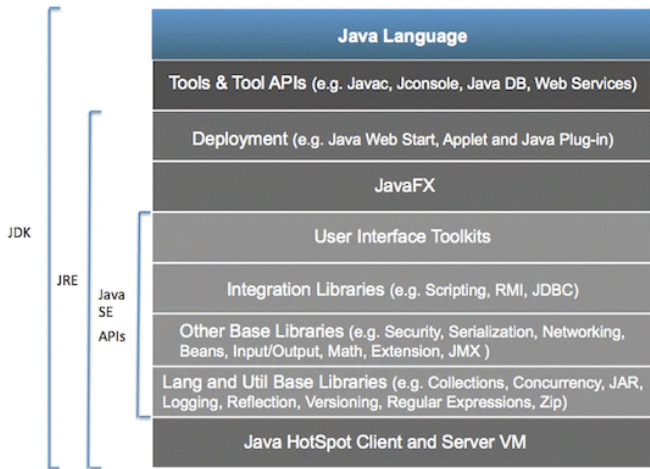 Java Language
Tools & Tool APIs (e.g. Javac, Jconsole, Java DB, Web Services)
Deployment (e.g. Java Web Start, Applet and Java Plug-in)
JavaFX
User Interface Toolkits
Integration Libraries (e.g. Scripting, RMI, JDBC)
Other Base Libraries (e.g. Security, Serialization, Networking,
Beans, Input/Output, Math, Extension, JMX )
Lang and Util Base Libraries (e.g. Collections, Concurrency, JAR,
Logging, Reflection, Versioning, Regular Expressions, Zip)
Java HotSpot Client and Server VM
JDK
JRE
Java
SE
APIs